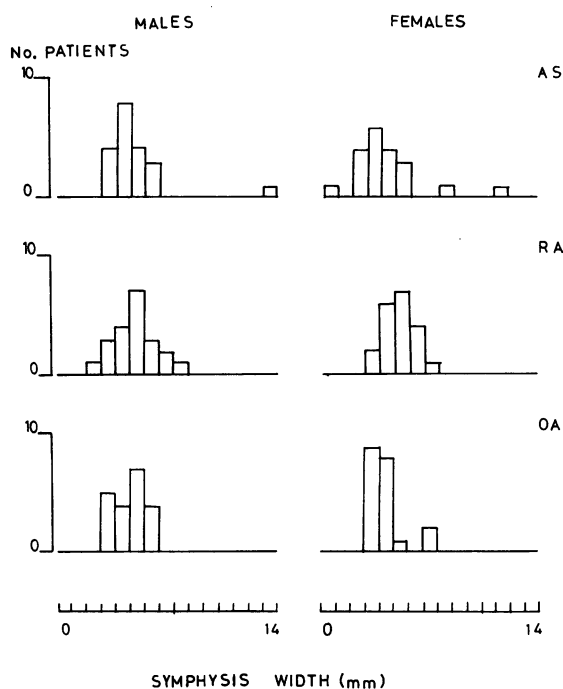 MALES FEMALES
No. PATIENTS
10 AS
0
10 RA
0
10 OA
0
0 14 0 14
SYMPHYSIS WIDTH (mm)